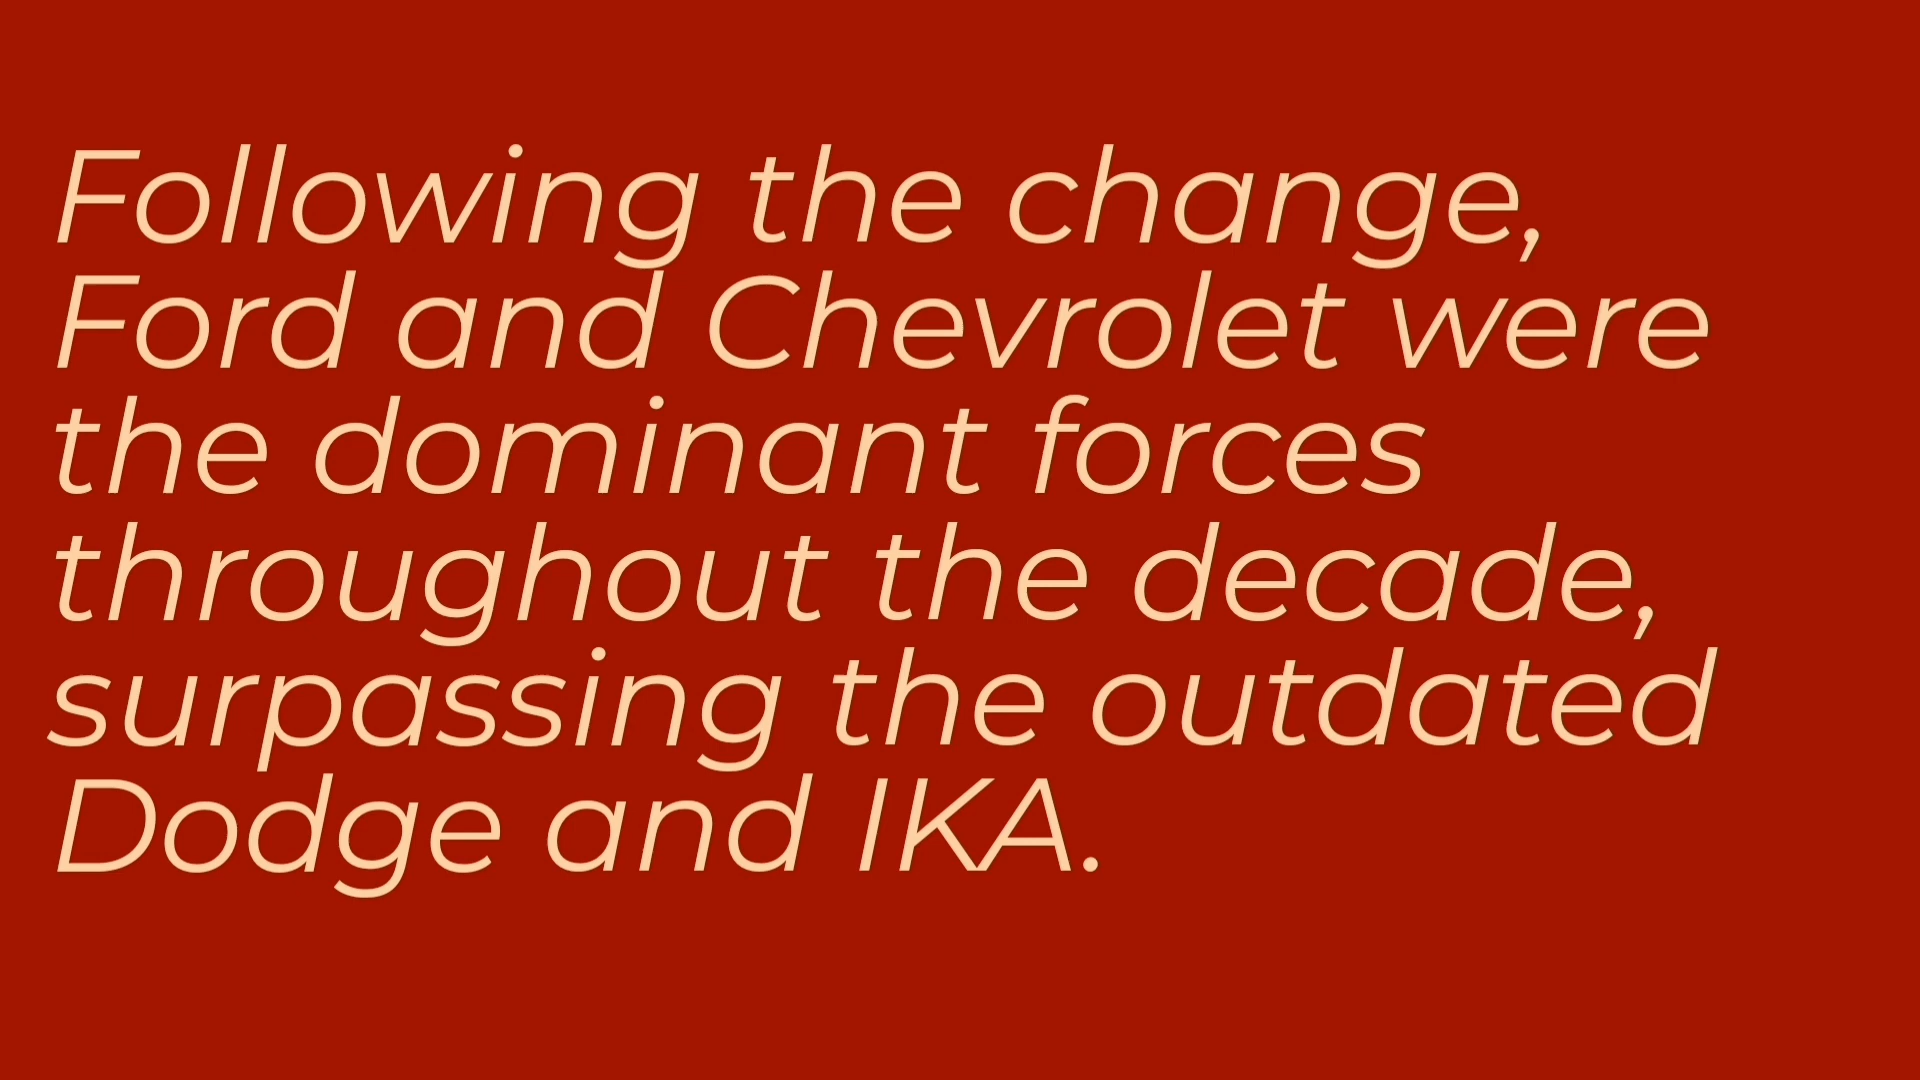 Following the change,
Ford and Chevrolet were
the dominant forces
throughout the decade,
surpassing the outdated
Dodge and IKA.